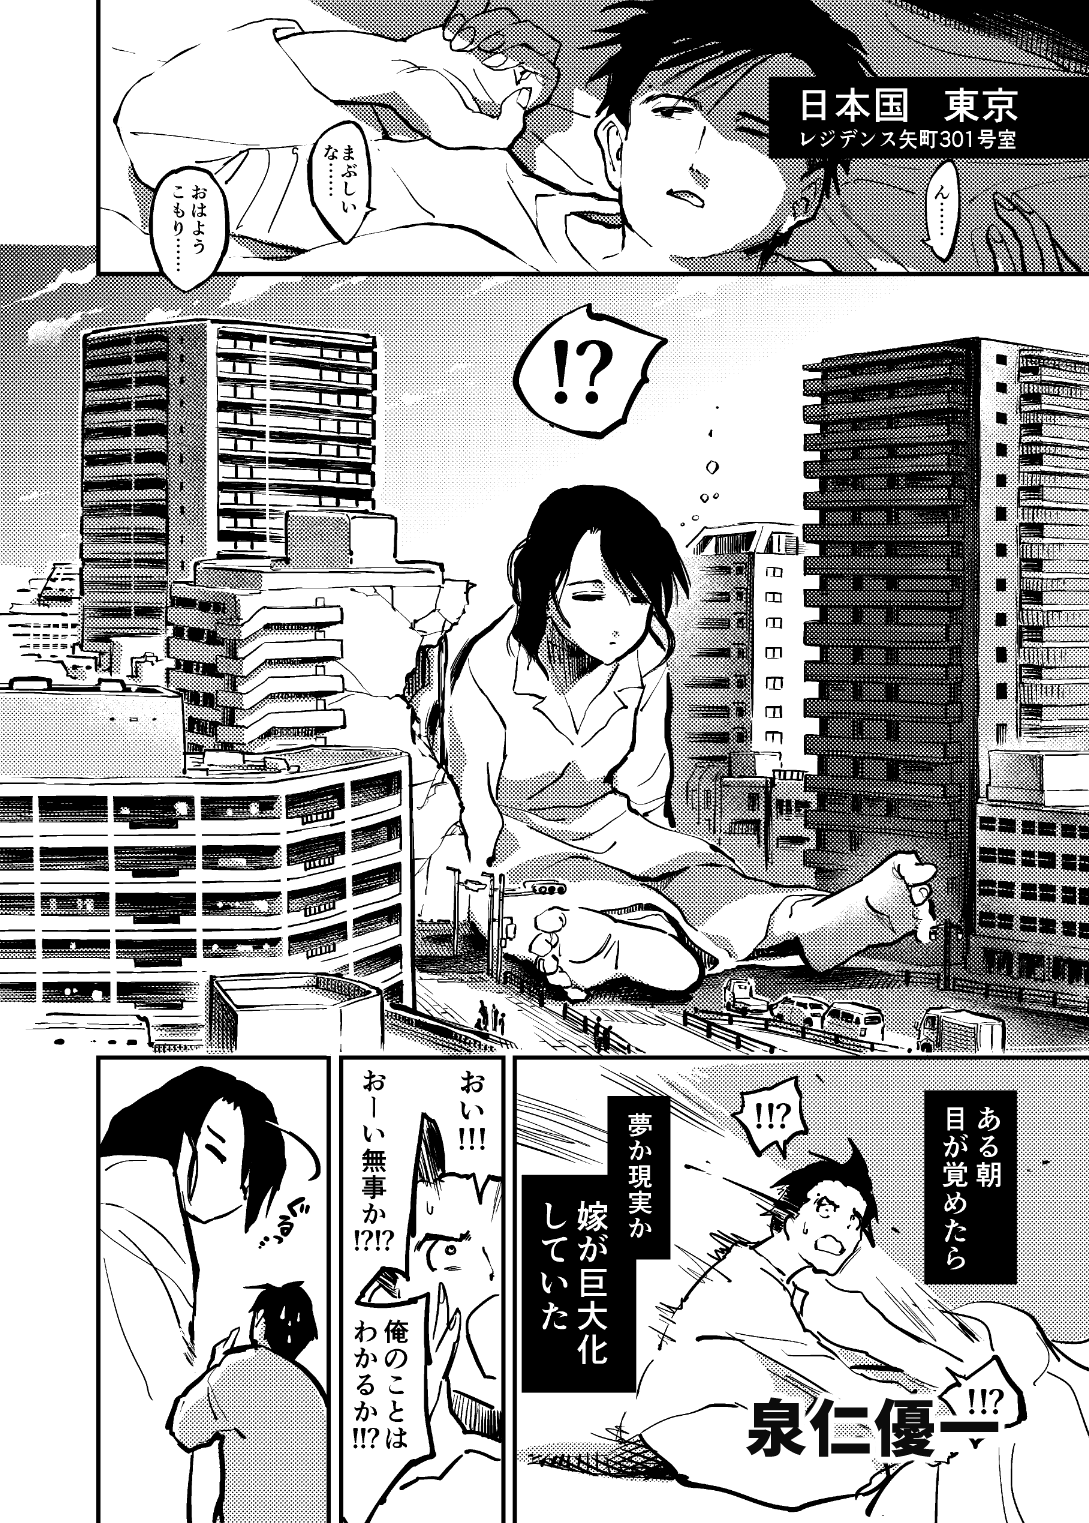 日本国　東京
レジデンス矢町301号室
ん……
まぶしい
な……
おはよう
こもり……
!?
ある朝
目が覚めたら
!!?
夢か現実か
嫁が巨大化
していた
!!?
泉仁優一
おい!!!
おーい無事か!?!?
俺のことは
わかるか!!?
ぐるっ